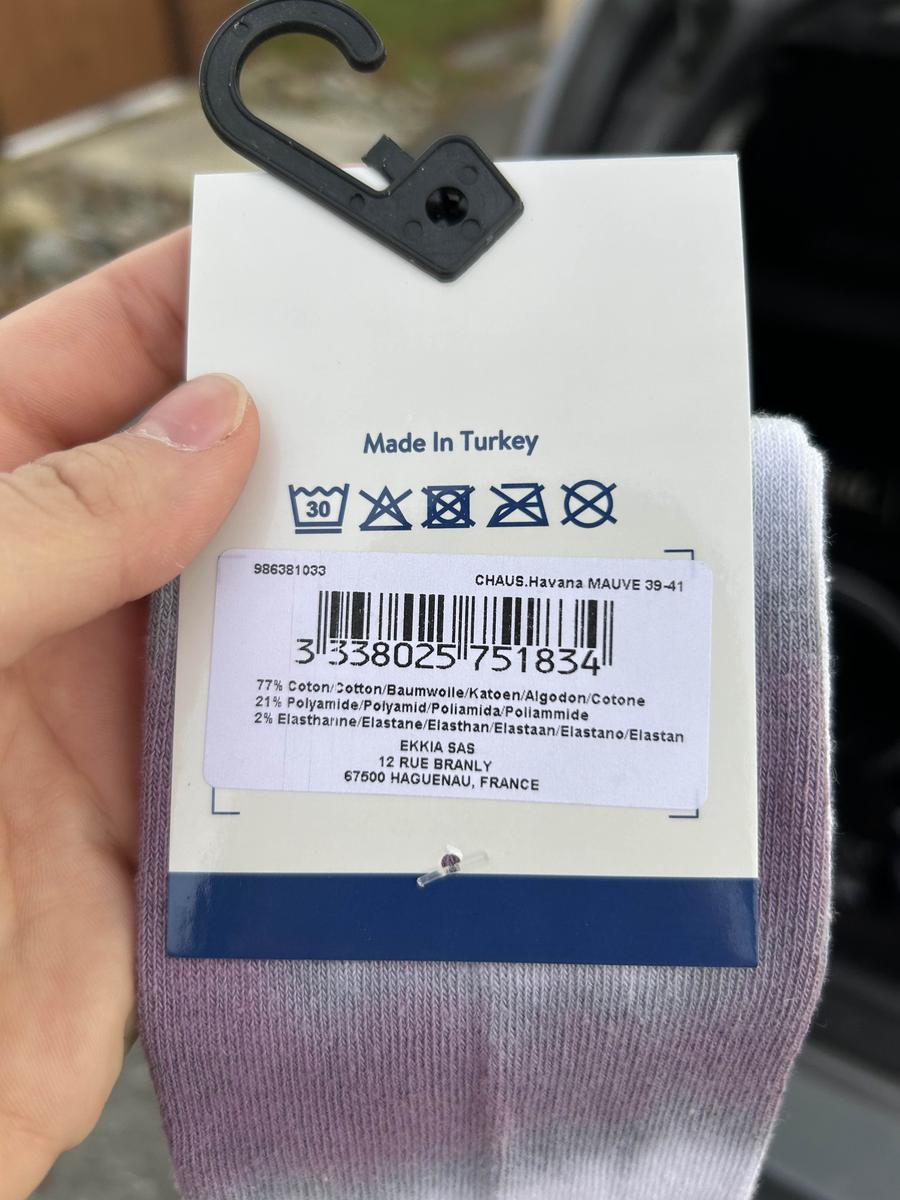 Made In Turkey
30
986381033
CHAUS.Havana MAUVE 39-41
3 338025 751834
77% Coton/Cotton/Baumwolle/Katoen/Algodon/Cotone
21% Polyamide/Polyamid/Poliamida/Poliammide
2% Elasthanne/Elastane/Elasthan/Elastaan/Elastano/Elastan
EKKIA SAS
12 RUE BRANLY
67500 HAGUENAU, FRANCE